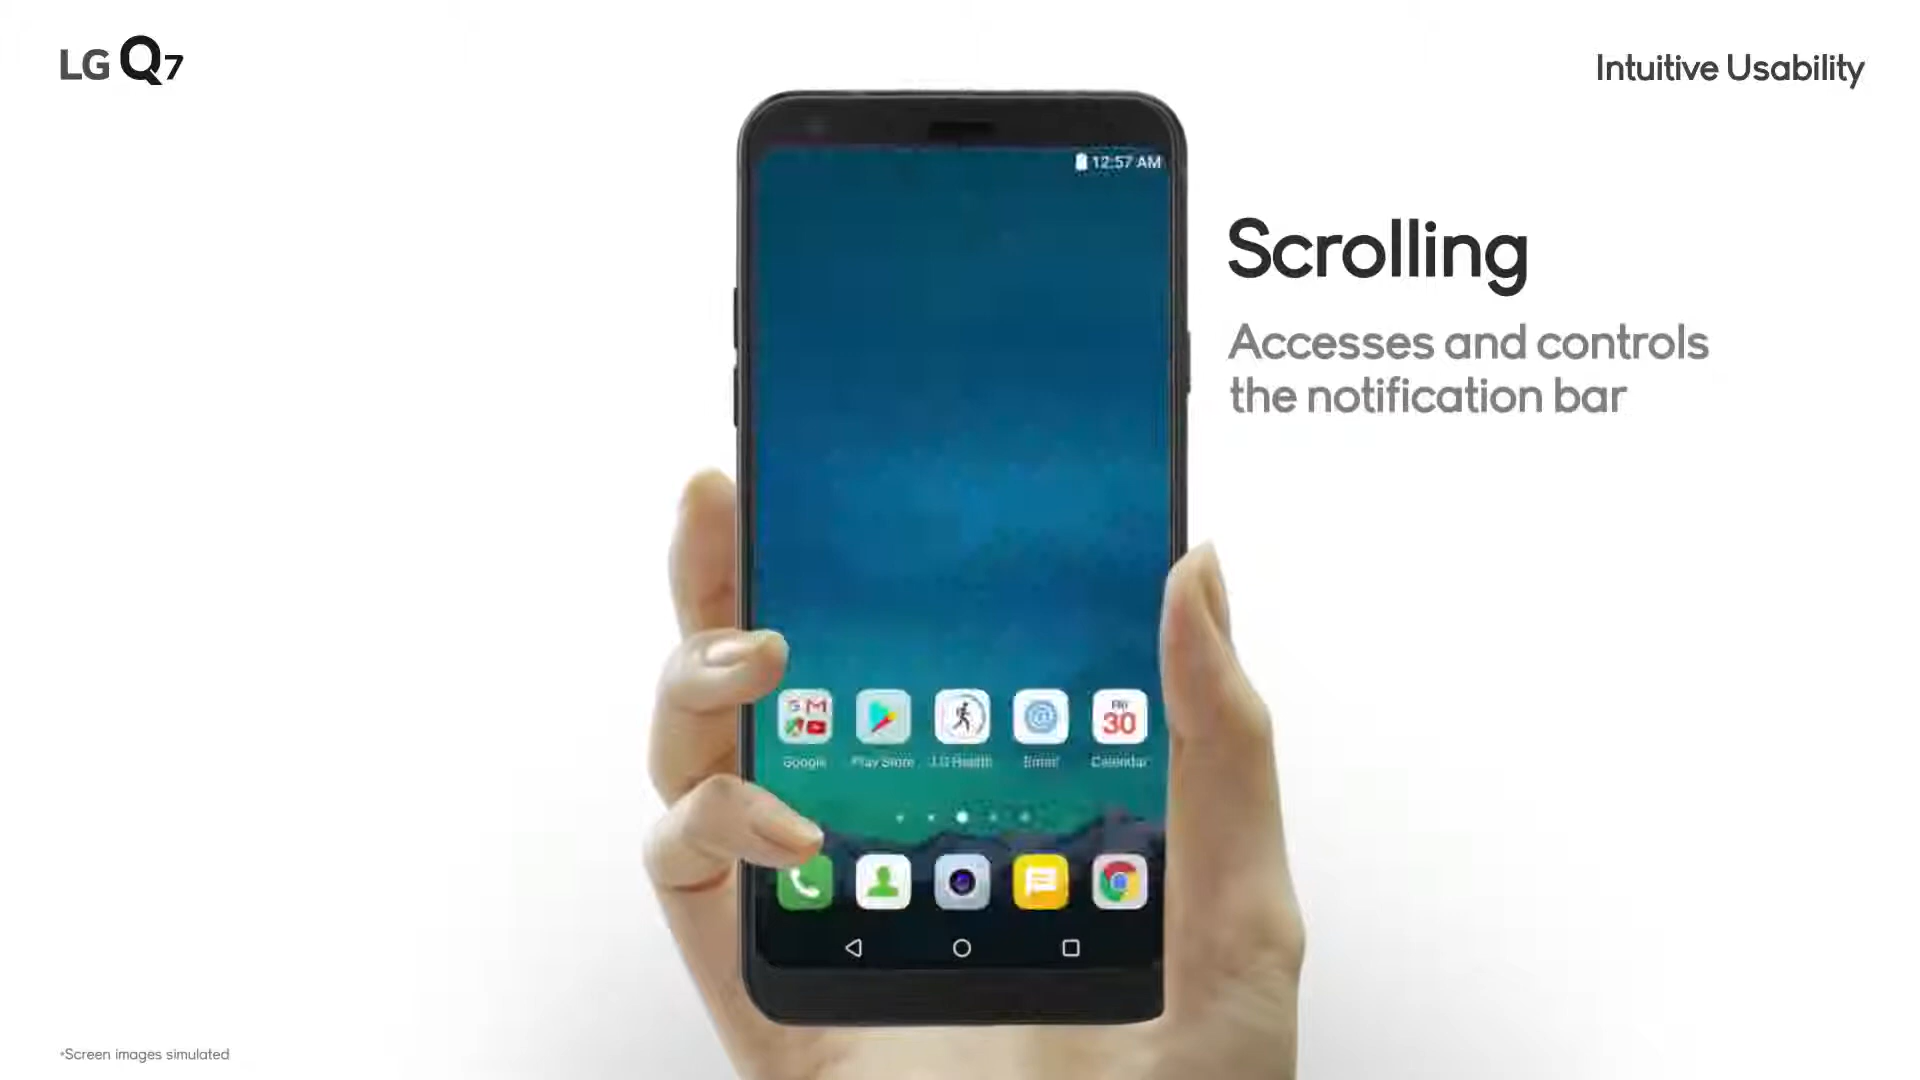 LG Q7
Intuitive Usability
12:57 AM
Scrolling
Accesses and controls
the notification bar
FRI
30
Google
Play Store
LG Health
Email
Calendar
*Screen images simulated